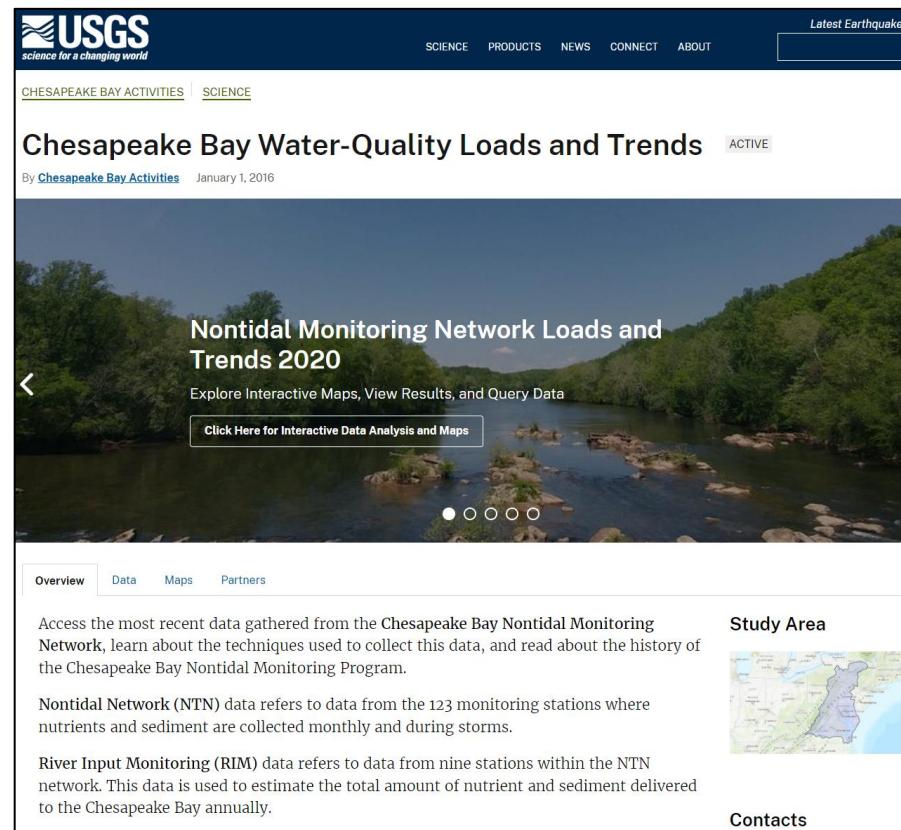 USGS
science for a changing world
SCIENCE PRODUCTS NEWS CONNECT ABOUT
Latest Earthquake
CHESAPEAKE BAY ACTIVITIES SCIENCE
Chesapeake Bay Water-Quality Loads and Trends ACTIVE
By Chesapeake Bay Activities January 1, 2016
Nontidal Monitoring Network Loads and
Trends 2020
Explore Interactive Maps, View Results, and Query Data
Click Here for Interactive Data Analysis and Maps
Overview Data Maps Partners
Access the most recent data gathered from the Chesapeake Bay Nontidal Monitoring
Network, learn about the techniques used to collect this data, and read about the history of
the Chesapeake Bay Nontidal Monitoring Program.
Nontidal Network (NTN) data refers to data from the 123 monitoring stations where
nutrients and sediment are collected monthly and during storms.
River Input Monitoring (RIM) data refers to data from nine stations within the NTN
network. This data is used to estimate the total amount of nutrient and sediment delivered
to the Chesapeake Bay annually.
Study Area
Contacts